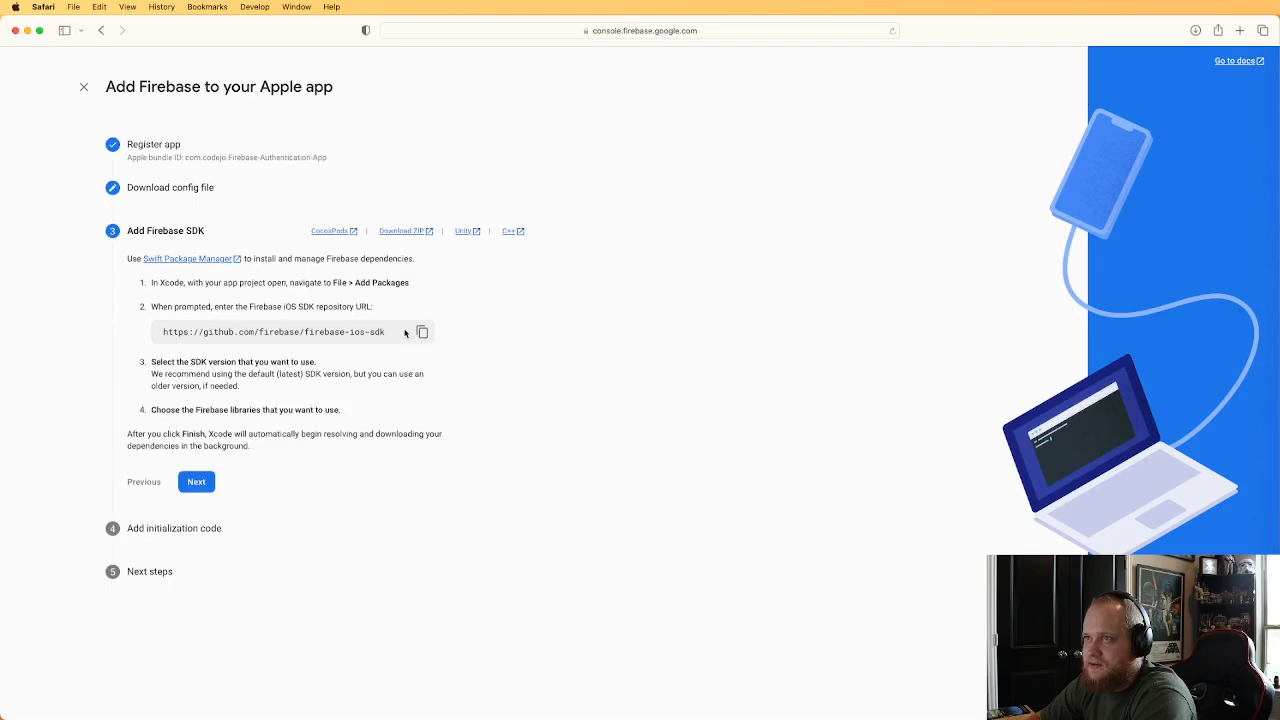 Safari File Edit View History Bookmarks Develop Window Help
console.firebase.google.com
Go to docs
Add Firebase to your Apple app
Register app
Apple bundle ID: com.codejo.Firebase-Authentication-App
Download config file
3 Add Firebase SDK CocoaPods | Download ZIP | Unity | C++
Use Swift Package Manager to install and manage Firebase dependencies.
1. In Xcode, with your app project open, navigate to File > Add Packages
2. When prompted, enter the Firebase iOS SDK repository URL:
https://github.com/firebase/firebase-ios-sdk
3. Select the SDK version that you want to use.
We recommend using the default (latest) SDK version, but you can use an
older version, if needed.
4. Choose the Firebase libraries that you want to use.
After you click Finish, Xcode will automatically begin resolving and downloading your
dependencies in the background.
Previous Next
4 Add initialization code
5 Next steps